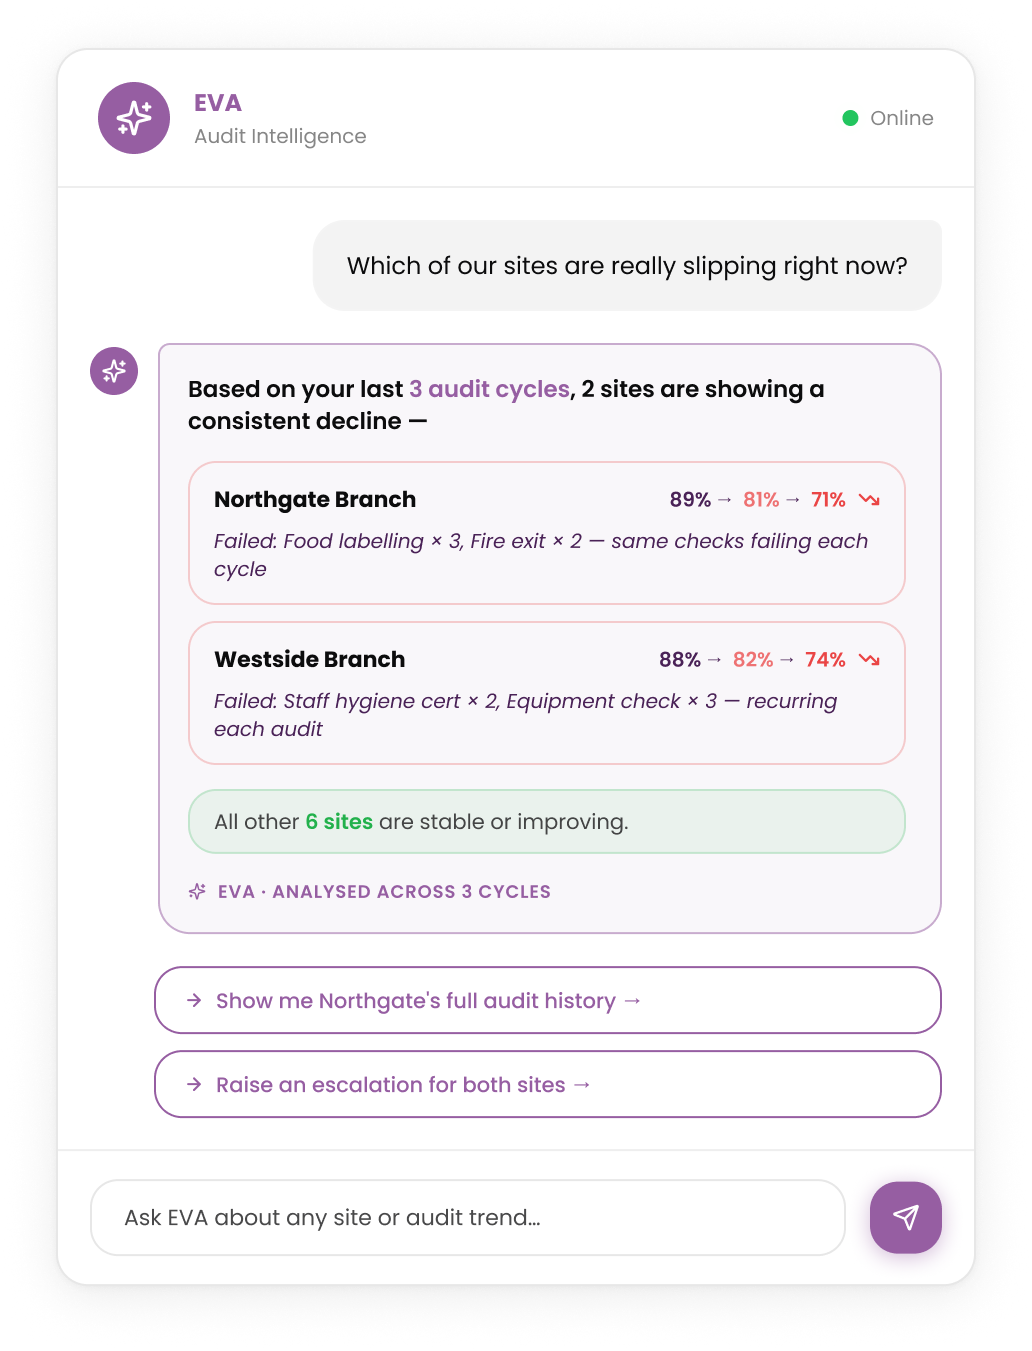 EVA
Audit Intelligence
Online
Which of our sites are really slipping right now?
Based on your last 3 audit cycles, 2 sites are showing a
consistent decline —
Northgate Branch
89% → 81% → 71%
Failed: Food labelling × 3, Fire exit × 2 — same checks failing each
cycle
Westside Branch
88% → 82% → 74%
Failed: Staff hygiene cert × 2, Equipment check × 3 — recurring
each audit
All other 6 sites are stable or improving.
EVA · ANALYSED ACROSS 3 CYCLES
→ Show me Northgate's full audit history →
→ Raise an escalation for both sites →
Ask EVA about any site or audit trend...